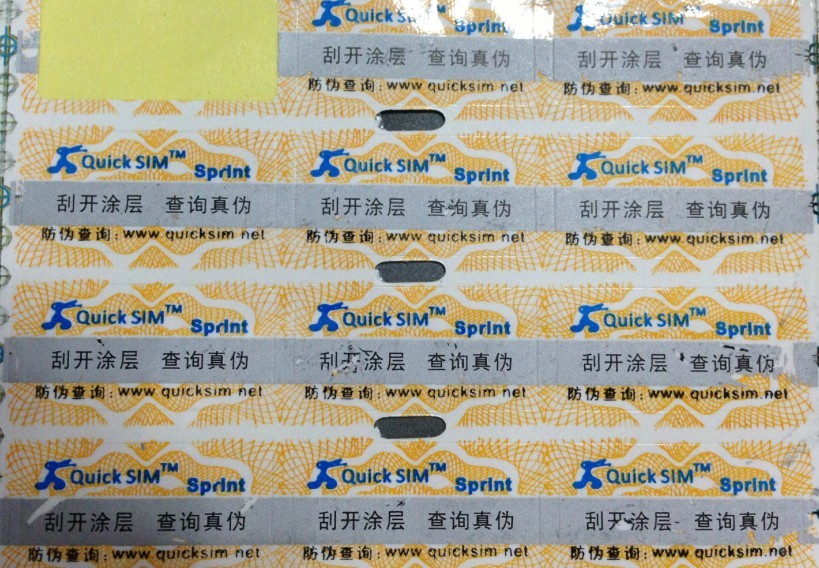 Quick SIM Sprint Quick SIM Sprint
刮开涂层 查询真伪 刮开涂层 查询真伪
防伪查询:www quicksim net 防伪查询:www quicksim net
Quick SIM™ Sprint Quick SIM™ Sprint Quick SIM™ Sprint
刮开涂层 查询真伪 刮开涂层 查询真伪 刮开涂层 查询真伪
防伪查询:www quicksim net 防伪查询:www quicksim net 防伪查询:www quicksim.net
Quick SIM™ Sprint Quick SIM™ Sprint Quick SIM™ Sprint
刮开涂层 查询真伪 刮开涂层 查询真伪 刮开涂层 查询真伪
防伪查询:www quicksim net 防伪查询:www quicksim net 防伪查询:www quicksim.net
Quick SIM™ Sprint Quick SIM™ Sprint Quick SIM™ Sprint
刮开涂层 查询真伪 刮开涂层 查询真伪 刮开涂层 查询真伪
防伪查询:www quicksim net 防伪查询:www quicksim net 防伪查询:www.quicksim.net